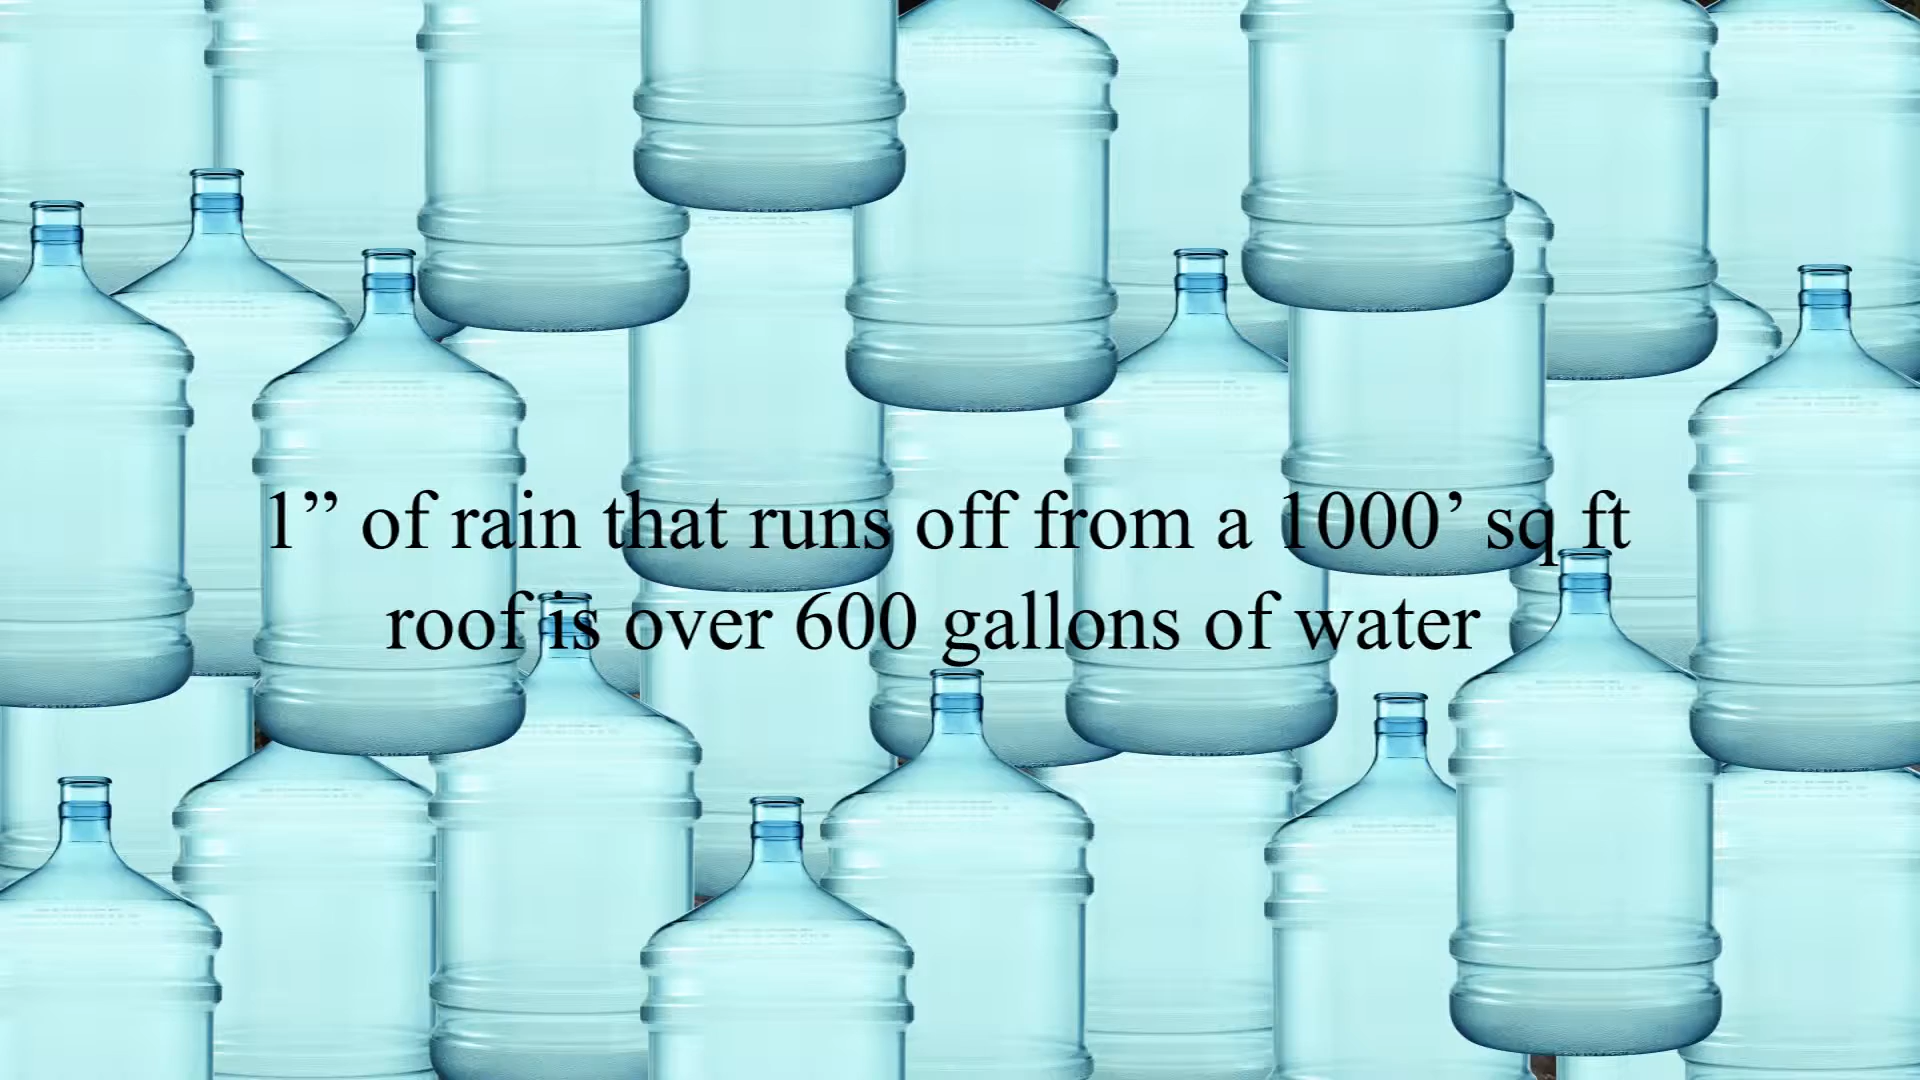 1” of rain that runs off from a 1000’ sq ft
roof is over 600 gallons of water